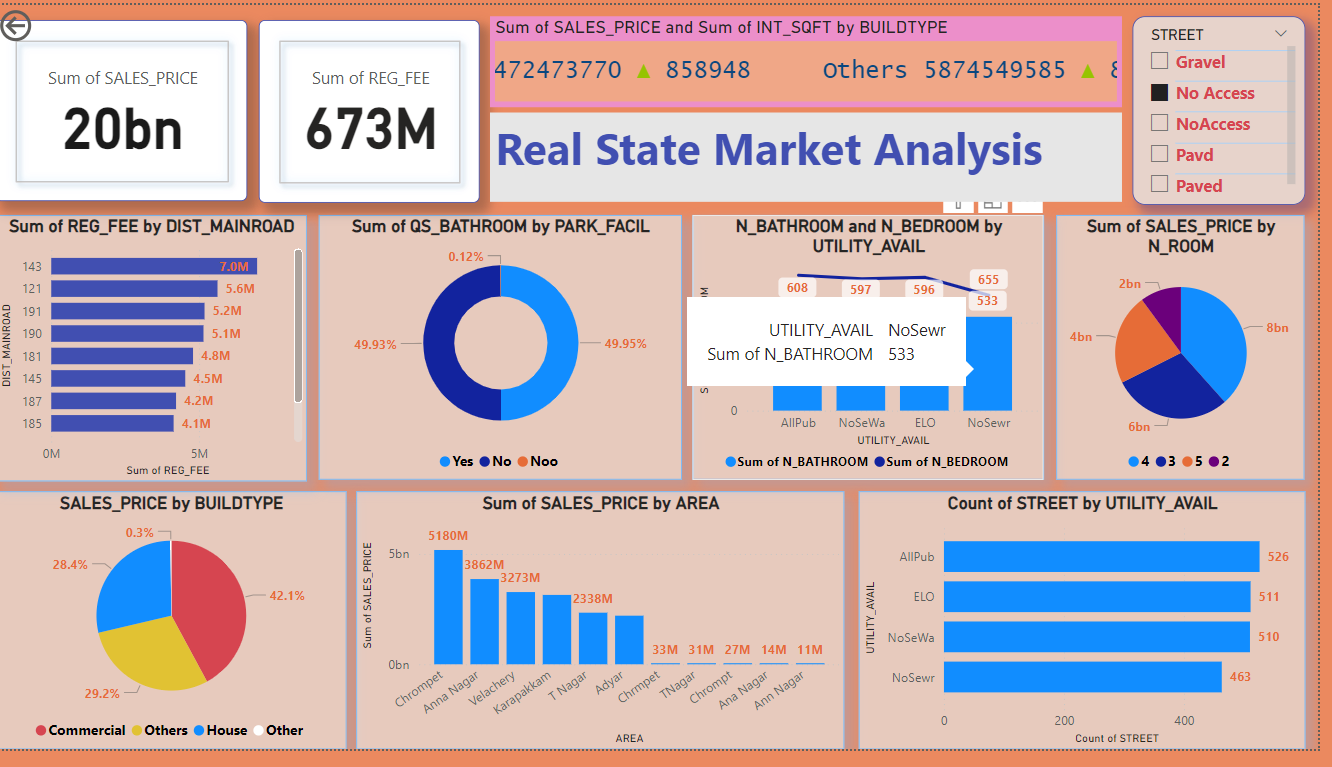 Sum of SALES_PRICE
20bn
Sum of REG_FEE
673M
Sum of SALES_PRICE and Sum of INT_SQFT by BUILDTYPE
472473770 ▲ 858948 Others 5874549585 ▲
Real State Market Analysis
STREET
Gravel
No Access
NoAccess
Pavd
Paved
Sum of REG_FEE by DIST_MAINROAD
DIST_MAINROAD
143 7.0M
121 5.6M
191 5.2M
190 5.1M
181 4.8M
145 4.5M
187 4.2M
185 4.1M
0M 5M
Sum of REG_FEE
Sum of QS_BATHROOM by PARK_FACIL
0.12%
49.93% 49.95%
Yes No Noo
N_BATHROOM and N_BEDROOM by
UTILITY_AVAIL
608 597 596 655
533
UTILITY_AVAIL NoSewr
Sum of N_BATHROOM 533
0
AllPub NoSeWa ELO NoSewr
UTILITY_AVAIL
Sum of N_BATHROOM Sum of N_BEDROOM
Sum of SALES_PRICE by
N_ROOM
2bn
8bn
4bn
6bn
4 3 5 2
SALES_PRICE by BUILDTYPE
0.3%
28.4%
42.1%
29.2%
Commercial Others House Other
Sum of SALES_PRICE by AREA
Sum of SALES_PRICE
5bn
0bn
5180M
3862M
3273M
2338M
33M 31M 27M 14M 11M
Chrompet Anna Nagar Velachery Karapakkam T Nagar Adyar Chrmpet TNagar Chrompt Ana Nagar Ann Nagar
AREA
Count of STREET by UTILITY_AVAIL
UTILITY_AVAIL
AllPub 526
ELO 511
NoSeWa 510
NoSewr 463
0 200 400
Count of STREET